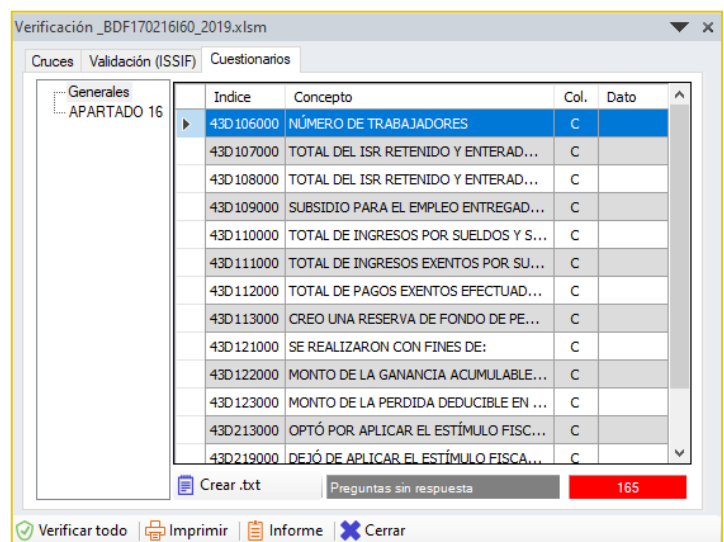 Verificación _BDF170216I60_2019.xlsm
Cruces Validación (ISSIF) Cuestionarios
Generales
APARTADO 16
Indice Concepto Col. Dato
43D106000 NÚMERO DE TRABAJADORES C
43D107000 TOTAL DEL ISR RETENIDO Y ENTERAD... C
43D108000 TOTAL DEL ISR RETENIDO Y ENTERAD... C
43D109000 SUBSIDIO PARA EL EMPLEO ENTREGAD... C
43D110000 TOTAL DE INGRESOS POR SUELDOS Y S... C
43D111000 TOTAL DE INGRESOS EXENTOS POR SU... C
43D112000 TOTAL DE PAGOS EXENTOS EFECTUAD... C
43D113000 CREO UNA RESERVA DE FONDO DE PE... C
43D121000 SE REALIZARON CON FINES DE: C
43D122000 MONTO DE LA GANANCIA ACUMULABLE... C
43D123000 MONTO DE LA PERDIDA DEDUCIBLE EN ... C
43D213000 OPTÓ POR APLICAR EL ESTÍMULO FISC... C
43D219000 DEJÓ DE APLICAR EL ESTÍMULO FISCA... C
Crear .txt Preguntas sin respuesta 165
Verificar todo Imprimir Informe Cerrar